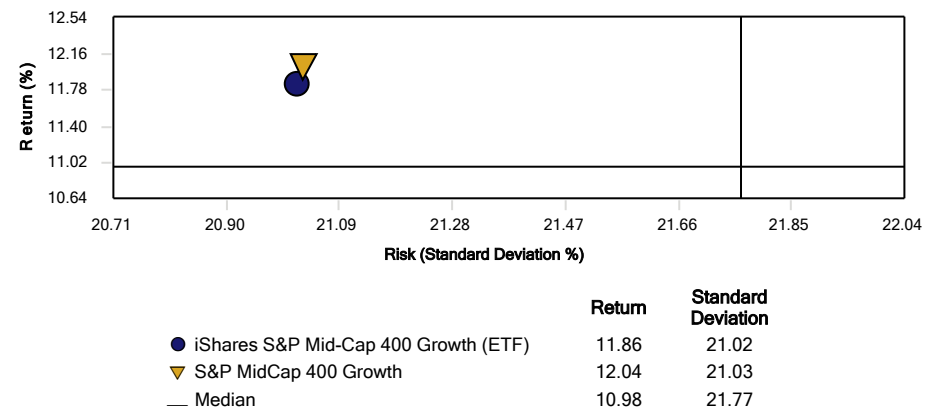 12.54
12.16
11.78
11.40
11.02
10.64
Return (%)
20.71 20.90 21.09 21.28 21.47 21.66 21.85 22.04
Risk (Standard Deviation %)
Return Standard Deviation
iShares S&P Mid-Cap 400 Growth (ETF) 11.86 21.02
S&P MidCap 400 Growth 12.04 21.03
Median 10.98 21.77